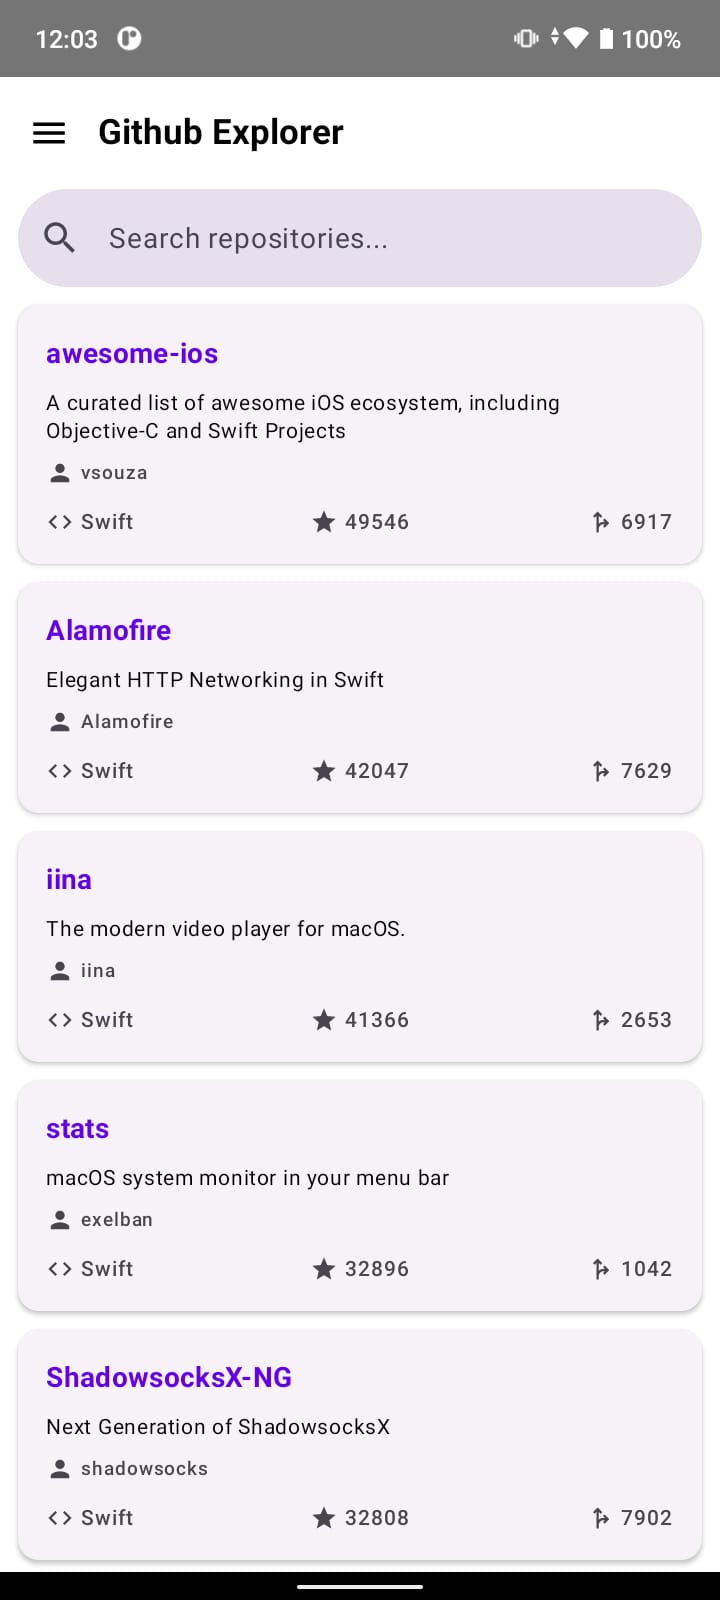 12:03 100%
Github Explorer
Search repositories...
awesome-ios
A curated list of awesome iOS ecosystem, including
Objective-C and Swift Projects
vsouza
Swift 49546 6917
Alamofire
Elegant HTTP Networking in Swift
Alamofire
Swift 42047 7629
iina
The modern video player for macOS.
iina
Swift 41366 2653
stats
macOS system monitor in your menu bar
exelban
Swift 32896 1042
ShadowsocksX-NG
Next Generation of ShadowsocksX
shadowsocks
Swift 32808 7902